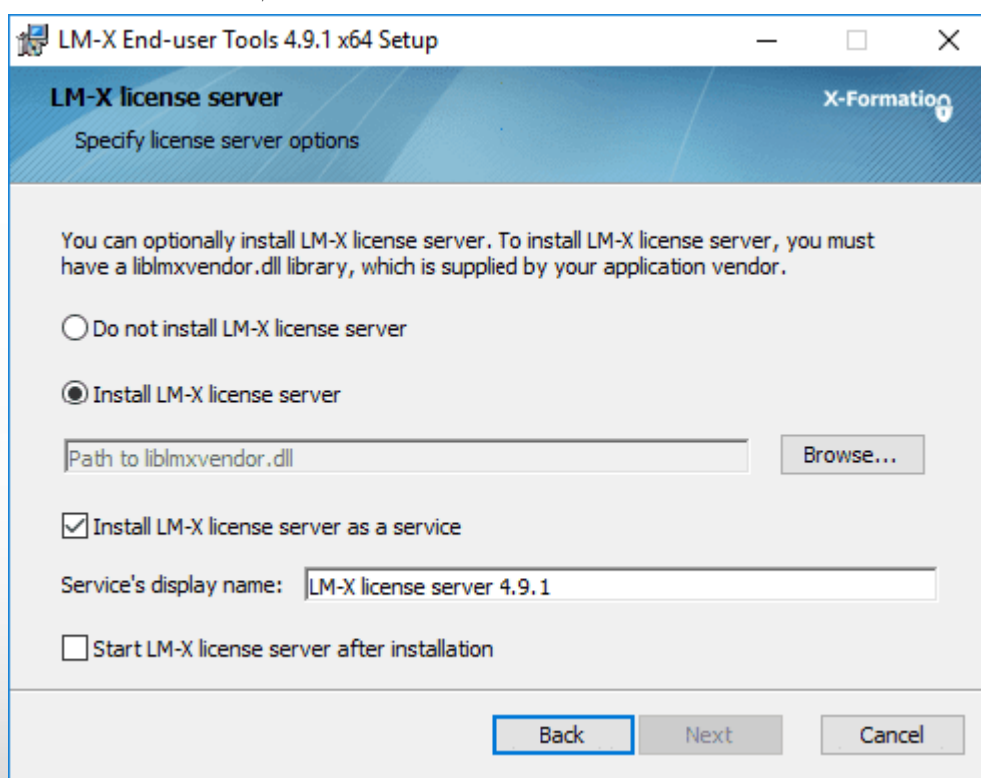 LM-X End-user Tools 4.9.1 x64 Setup
LM-X license server
X-Formation
Specify license server options
You can optionally install LM-X license server. To install LM-X license server, you must
have a liblmxvendor.dll library, which is supplied by your application vendor.
Do not install LM-X license server
Install LM-X license server
Path to liblmxvendor.dll
Browse...
Install LM-X license server as a service
Service's display name: LM-X license server 4.9.1
Start LM-X license server after installation
Back Next Cancel